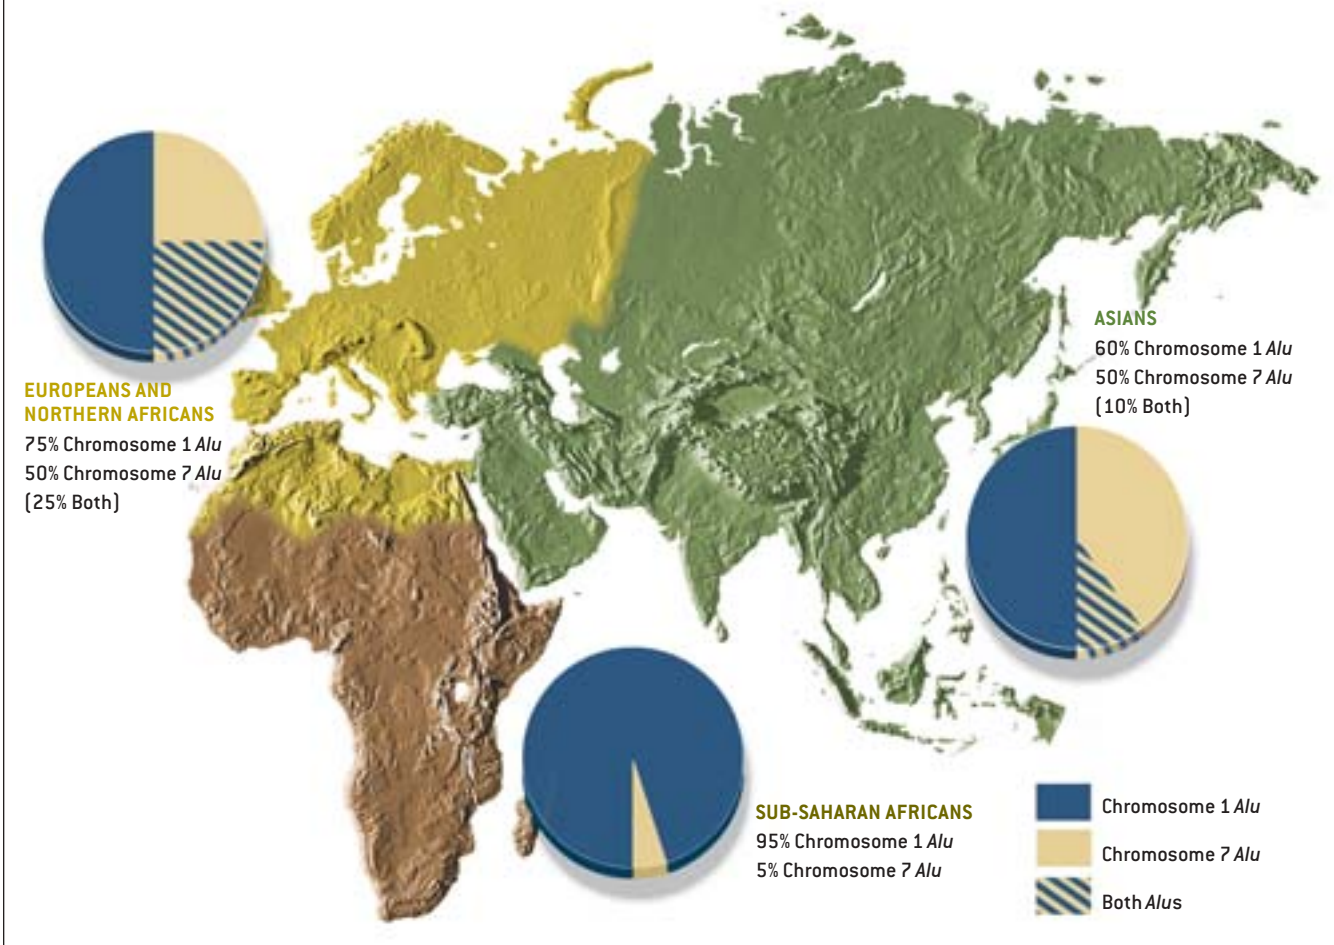 EUROPEANS AND
NORTHERN AFRICANS
75% Chromosome 1 Alu
50% Chromosome 7 Alu
(25% Both)
ASIANS
60% Chromosome 1 Alu
50% Chromosome 7 Alu
(10% Both)
SUB-SAHARAN AFRICANS
95% Chromosome 1 Alu
5% Chromosome 7 Alu
Chromosome 1 Alu
Chromosome 7 Alu
Both Alus